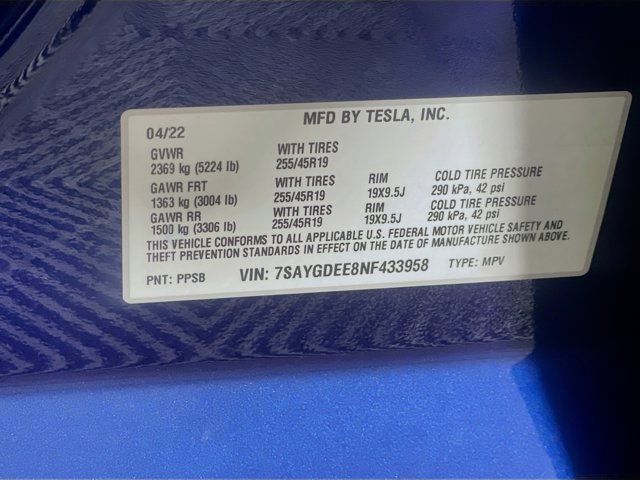 MFD BY TESLA, INC.
04/22
GVWR WITH TIRES
2369 kg (5224 lb) 255/45R19
GAWR FRT WITH TIRES RIM COLD TIRE PRESSURE
1363 kg (3004 lb) 255/45R19 19X9.5J 290 kPa, 42 psi
GAWR RR WITH TIRES RIM COLD TIRE PRESSURE
1500 kg (3306 lb) 255/45R19 19X9.5J 290 kPa, 42 psi
THIS VEHICLE CONFORMS TO ALL APPLICABLE U.S. FEDERAL MOTOR VEHICLE SAFETY AND
THEFT PREVENTION STANDARDS IN EFFECT ON THE DATE OF MANUFACTURE SHOWN ABOVE.
PNT: PPSB VIN: 7SAYGDEE8NF433958 TYPE: MPV